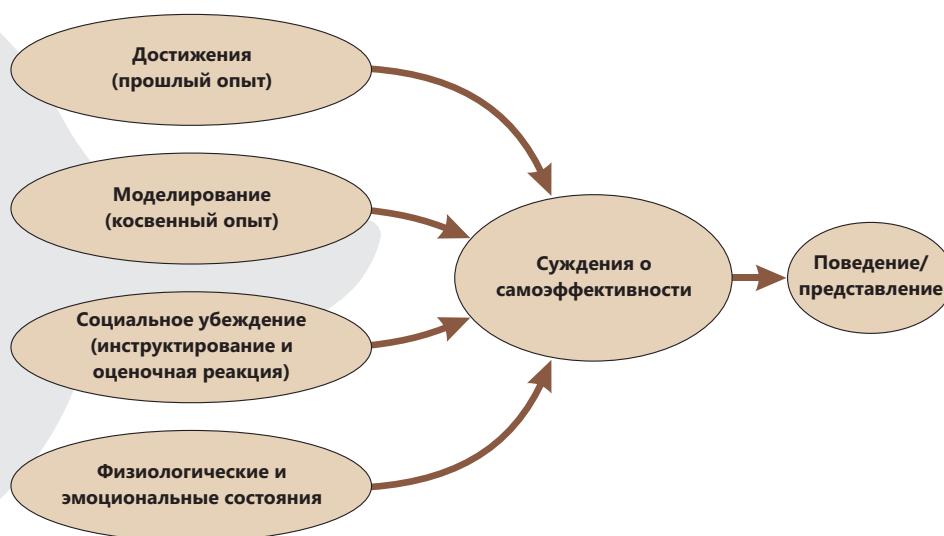 Достижения
(прошлый опыт)
Моделирование
(косвенный опыт)
Социальное убеждение
(инструктирование и
оценочная реакция)
Физиологические и
эмоциональные состояния
Суждения о
самоэффективности
Поведение/
представление